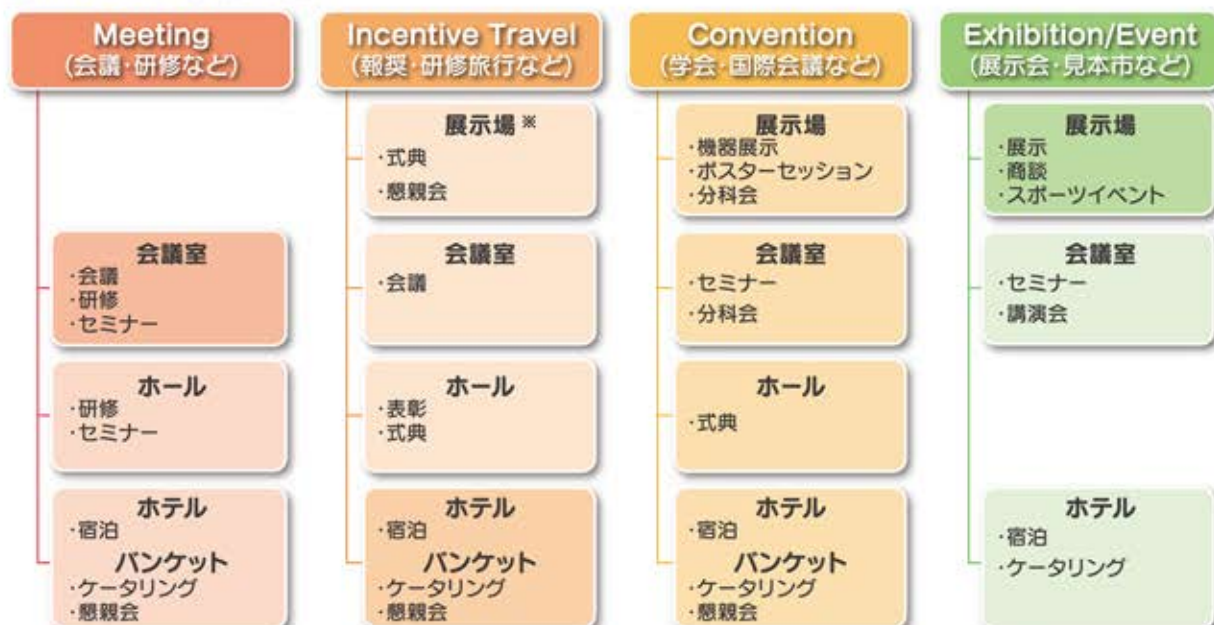 Meeting
(会議·研修など)
・会議室
会議室
・会議
・研修
・セミナー
ホール
・研修
・セミナー
ホテル
・宿泊
バンケット
・ケータリング
・懇親会
Incentive Travel
(報奨·研修旅行など)
展示場※
・式典
・懇親会
会議室
・会議
ホール
・表彰
・式典
ホテル
・宿泊
バンケット
・ケータリング
・懇親会
Convention
(学会·国際会議など)
展示場
・機器展示
・ポスターセッション
・分科会
会議室
・セミナー
・分科会
ホール
・式典
ホテル
・宿泊
バンケット
・ケータリング
・懇親会
Exhibition/Event
(展示会·見本市など)
展示場
・展示
・商談
・スポーツイベント
会議室
・セミナー
・講演会
ホテル
・宿泊
・ケータリング